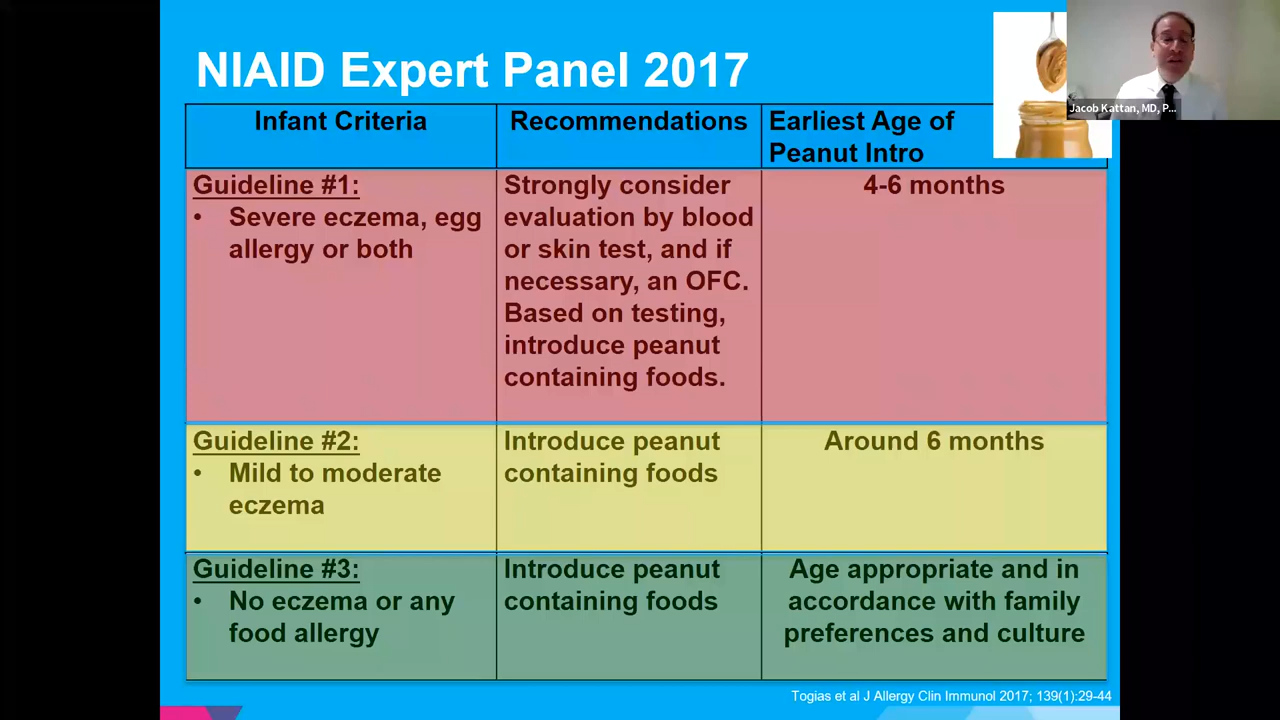 NIAID Expert Panel 2017
Jacob Kattan, MD, P...
Infant Criteria
Recommendations
Earliest Age of
Peanut Intro
Guideline #1:
• Severe eczema, egg
allergy or both
Strongly consider
evaluation by blood
or skin test, and if
necessary, an OFC.
Based on testing,
introduce peanut
containing foods.
4-6 months
Guideline #2:
• Mild to moderate
eczema
Introduce peanut
containing foods
Around 6 months
Guideline #3:
• No eczema or any
food allergy
Introduce peanut
containing foods
Age appropriate and in
accordance with family
preferences and culture
Togias et al J Allergy Clin Immunol 2017; 139(1):29-44